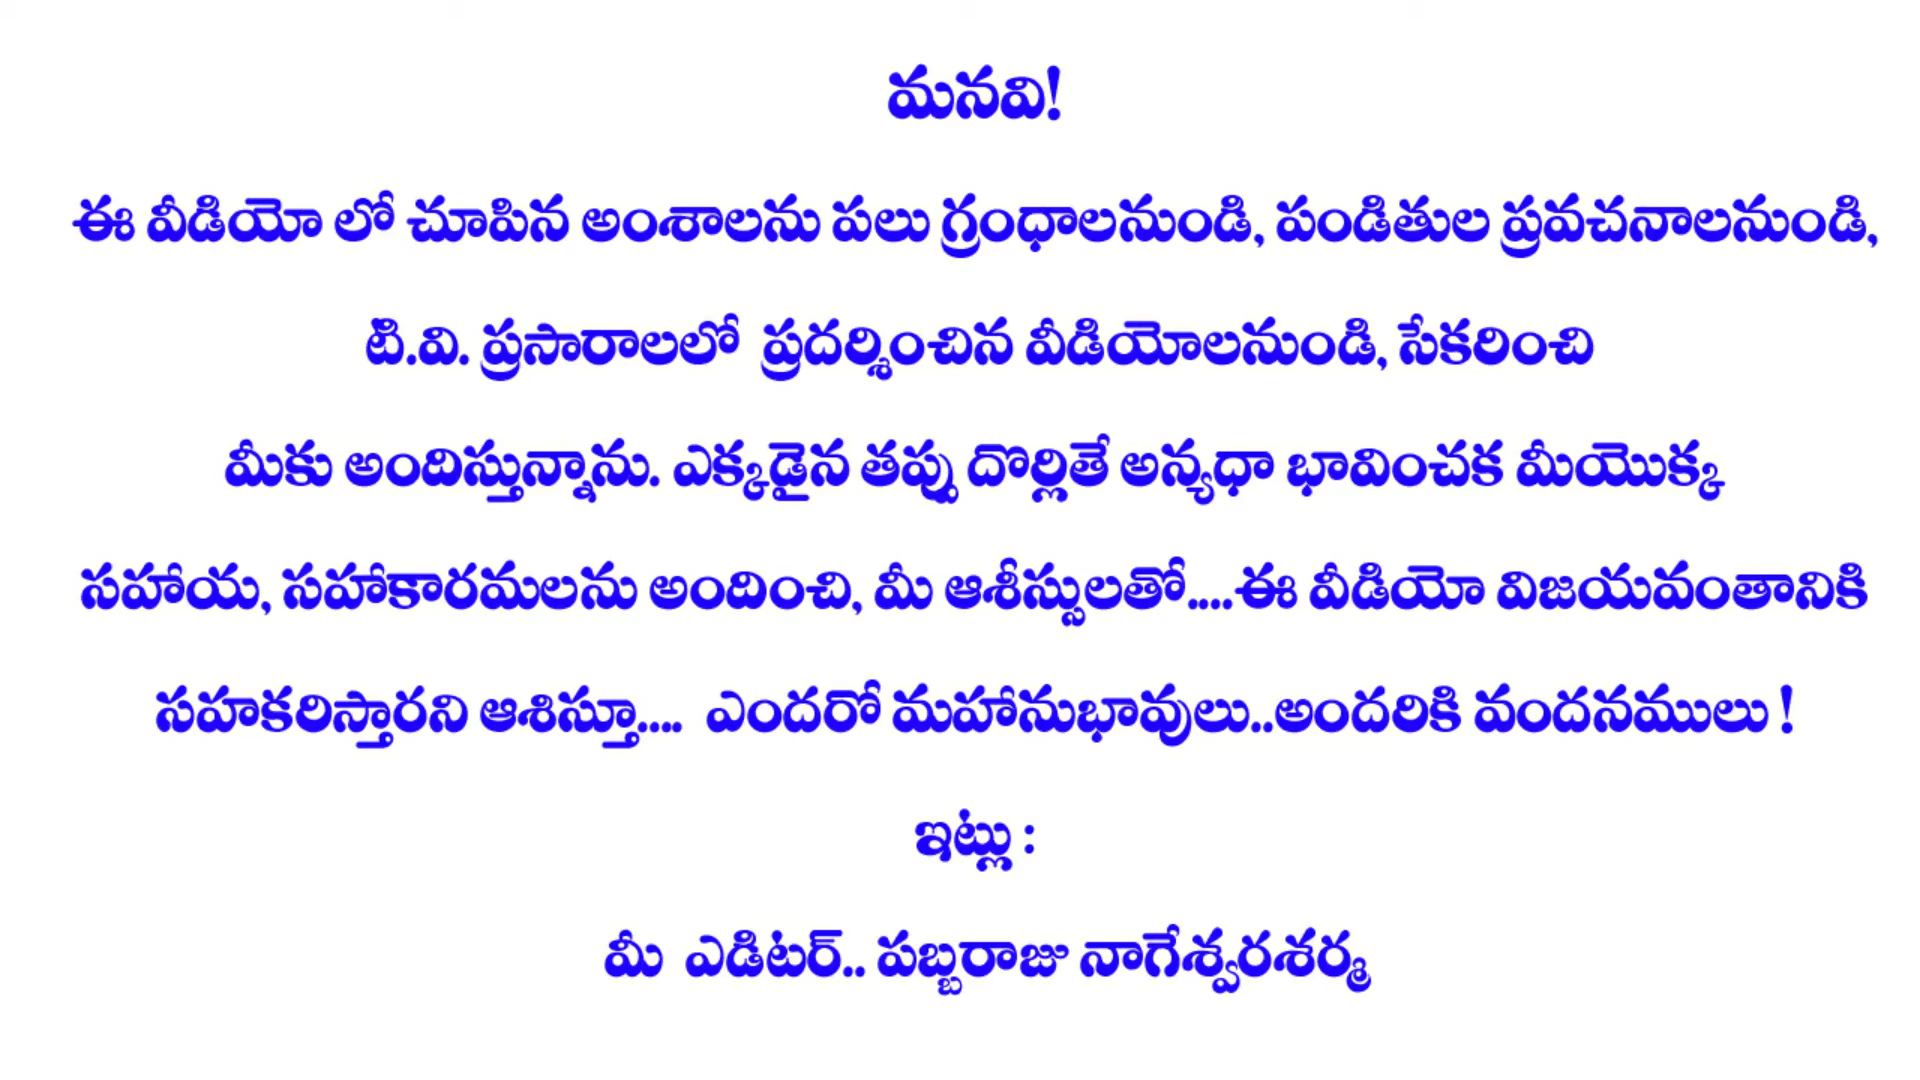 మనవి!
ఈ వీడియో లో చూపిన అంశాలను పలు గ్రంధాలనుండి, పండితుల ప్రవచనాలనుండి,
టి.వి. ప్రసారాలలో ప్రదర్శించిన వీడియోలనుండి, సేకరించి
మీకు అందిస్తున్నాను. ఎక్కడైన తప్పు దొర్లితే అన్యధా భావించక మీయొక్క
సహాయ, సహాకారమలను అందించి, మీ ఆశీస్సులతో....ఈ వీడియో విజయవంతానికి
సహకరిస్తారని ఆశిస్తూ.... ఎందరో మహానుభావులు..అందరికి వందనములు !
ఇట్లు :
మీ ఎడిటర్.. పబ్బరాజు నాగేశ్వరశర్మ